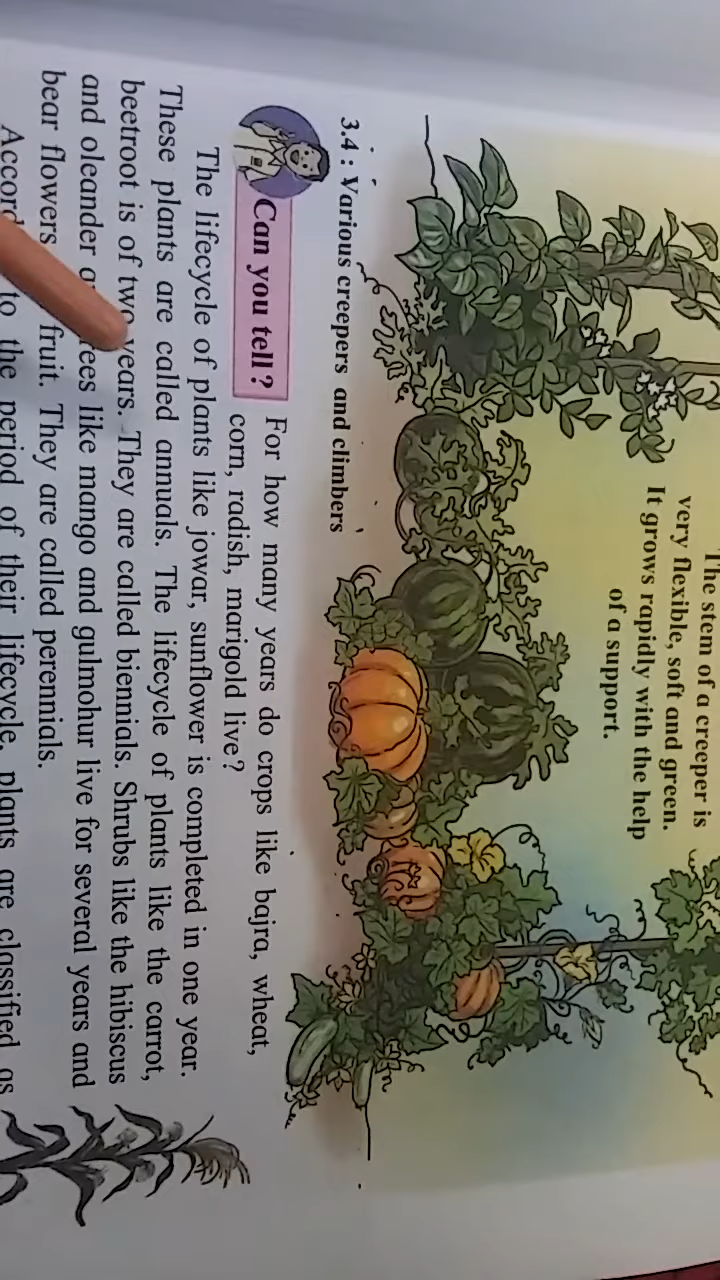 The stem of a creeper is
very flexible, soft and green.
It grows rapidly with the help
of a support.
3.4 : Various creepers and climbers
Can you tell?
For how many years do crops like bajra, wheat,
corn, radish, marigold live?
The lifecycle of plants like jowar, sunflower is completed in one year.
These plants are called annuals. The lifecycle of plants like the carrot,
beetroot is of two years. They are called biennials. Shrubs like the hibiscus
and oleander like mango and gulmohur live for several years and
bear flowers fruit. They are called perennials.
to the period of their lifecycle, plants are classified as